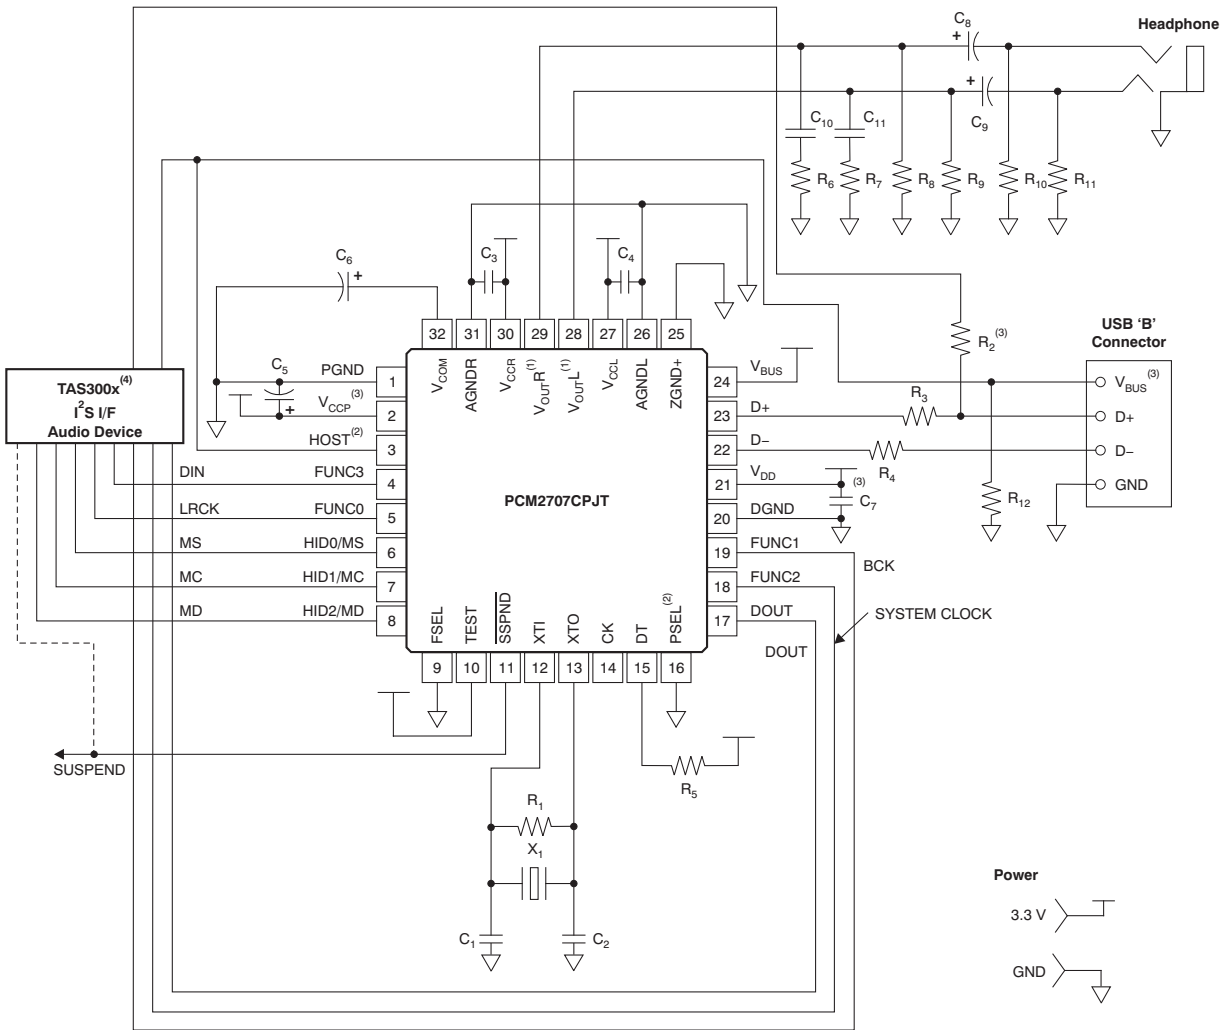 C8
Headphone
+
+
C9
C10
C11
R6
R7
R8
R9
R10
R11
C6
+
C3
C4
32
31
30
29
28
27
26
25
VCOM
AGNDR
VCCR
VOUTR(1)
VOUTL(1)
VCCL
AGNDL
ZGND+
R2(3)
USB ‘B’
Connector
VBUS(3)
D+
D–
GND
TAS300x(4)
I2S I/F
Audio Device
C5
+
PGND
1
VCCP(3)
2
HOST(2)
3
DIN
FUNC3
4
LRCK
FUNC0
5
MS
HID0/MS
6
MC
HID1/MC
7
MD
HID2/MD
8
PCM2707CPJT
24
VBUS
23
D+
R3
22
D–
R4
21
VDD
(3)
C7
R12
20
DGND
19
FUNC1
BCK
18
FUNC2
SYSTEM CLOCK
17
DOUT
DOUT
FSEL
TEST
SSPND
XTI
XTO
CK
DT
PSEL(2)
9
10
11
12
13
14
15
16
SUSPEND
R5
R1
X1
C1
C2
Power
3.3 V
GND